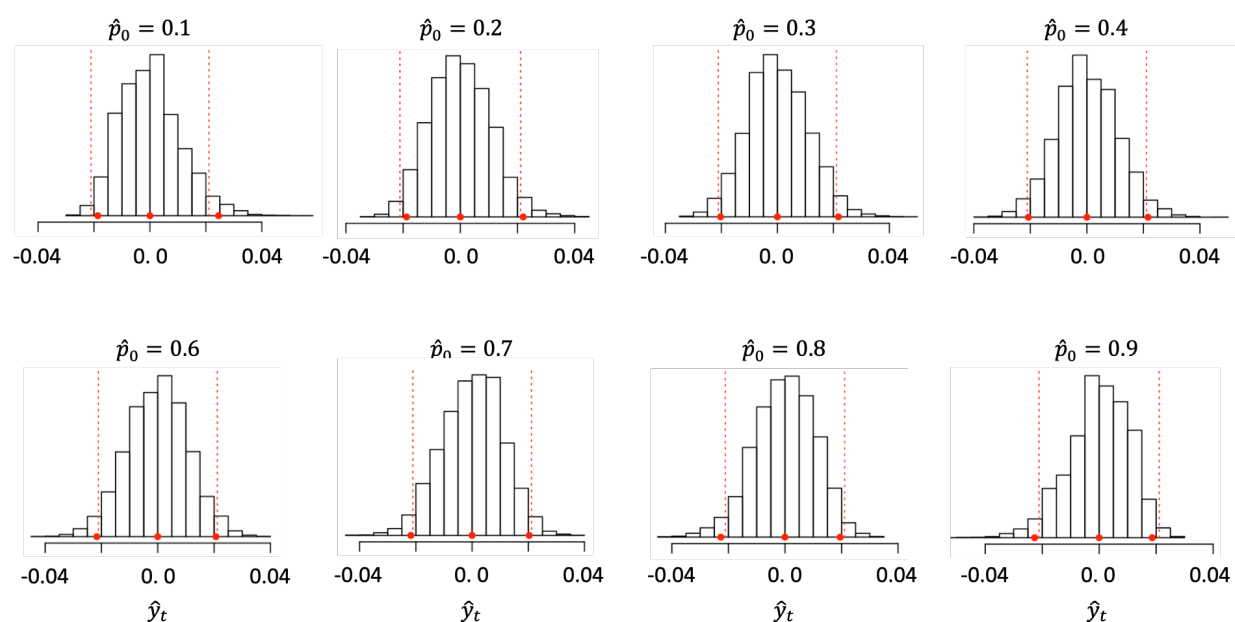 p̂₀ = 0.1 p̂₀ = 0.2 p̂₀ = 0.3 p̂₀ = 0.4
-0.04 0.0 0.04 -0.04 0.0 0.04 -0.04 0.0 0.04 -0.04 0.0 0.04
p̂₀ = 0.6 p̂₀ = 0.7 p̂₀ = 0.8 p̂₀ = 0.9
-0.04 0.0 0.04 -0.04 0.0 0.04 -0.04 0.0 0.04 -0.04 0.0 0.04
ŷₜ ŷₜ ŷₜ ŷₜ